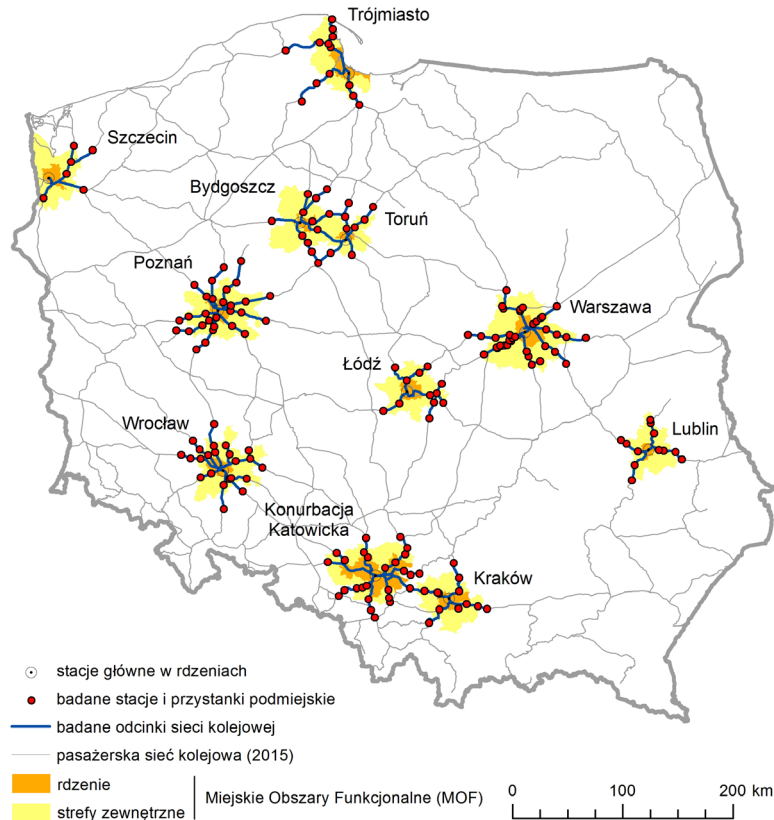 Trójmiasto
Szczecin
Bydgoszcz
Toruń
Poznań
Warszawa
Łódź
Wrocław
Lublin
Konurbacja
Katowicka
Kraków
stacje główne w rdzeniach
badane stacje i przystanki podmiejskie
badane odcinki sieci kolejowej
pasażerska sieć kolejowa (2015)
rdzenie
strefy zewnętrzne
Miejskie Obszary Funkcjonalne (MOF)
0 100 200 km